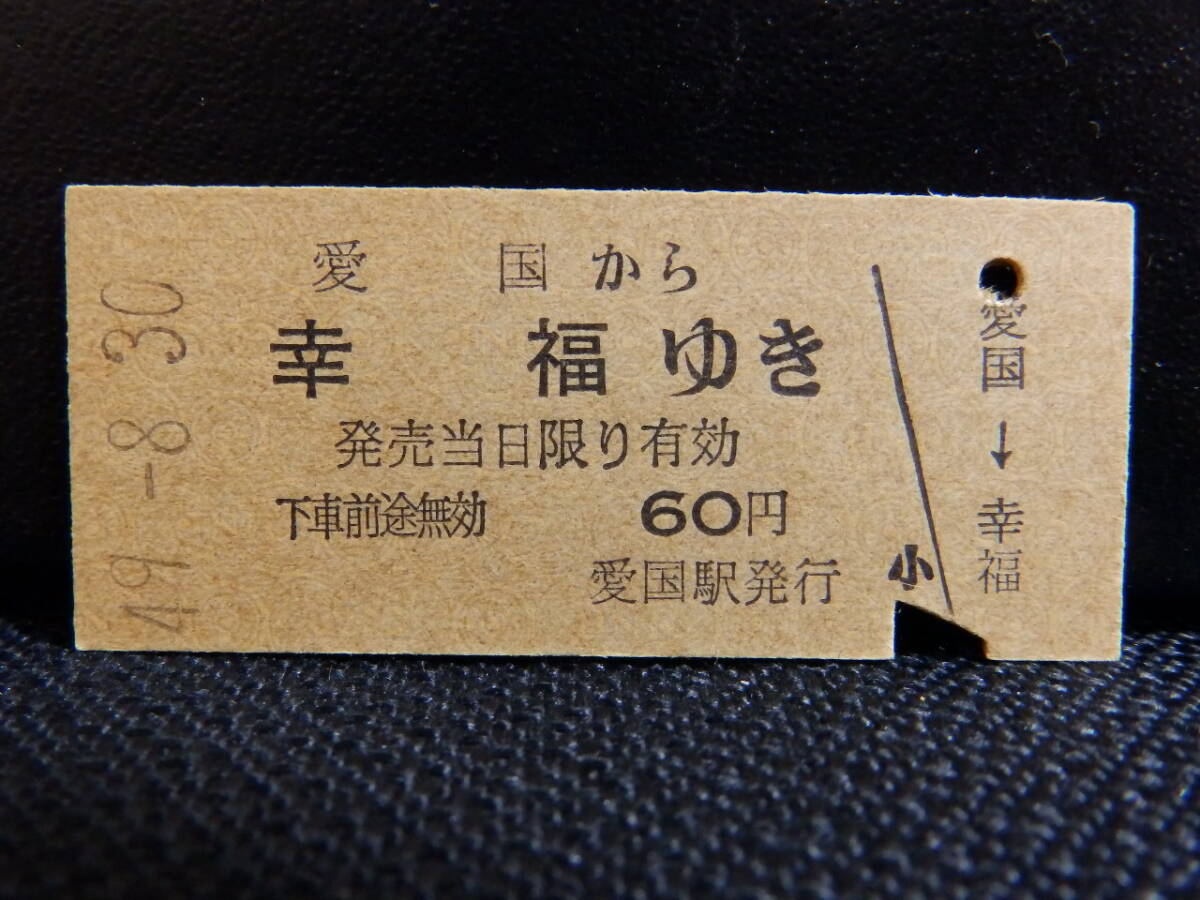 49.-8.30
愛国から
幸福ゆき
発売当日限り有効
下車前途無効 60円
愛国駅発行
小
愛国→幸福